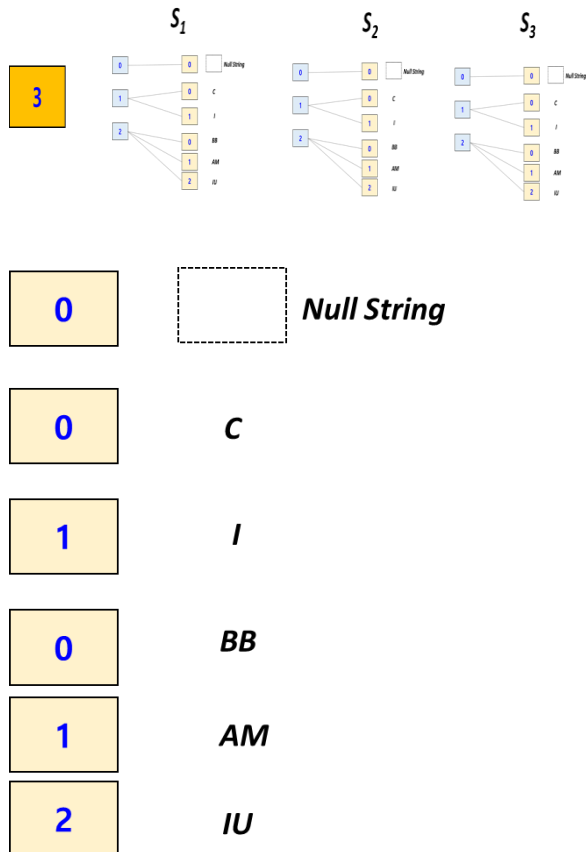 S1 S2 S3
3
0 0 Null String 0 0 Null String 0 0 Null String
1 0 C 1 0 C 1 0 C
1 I 1 I 1 I
2 0 BB 2 0 BB 2 0 BB
1 AM 1 AM 1 AM
2 IU 2 IU 2 IU
0 Null String
0 C
1 I
0 BB
1 AM
2 IU